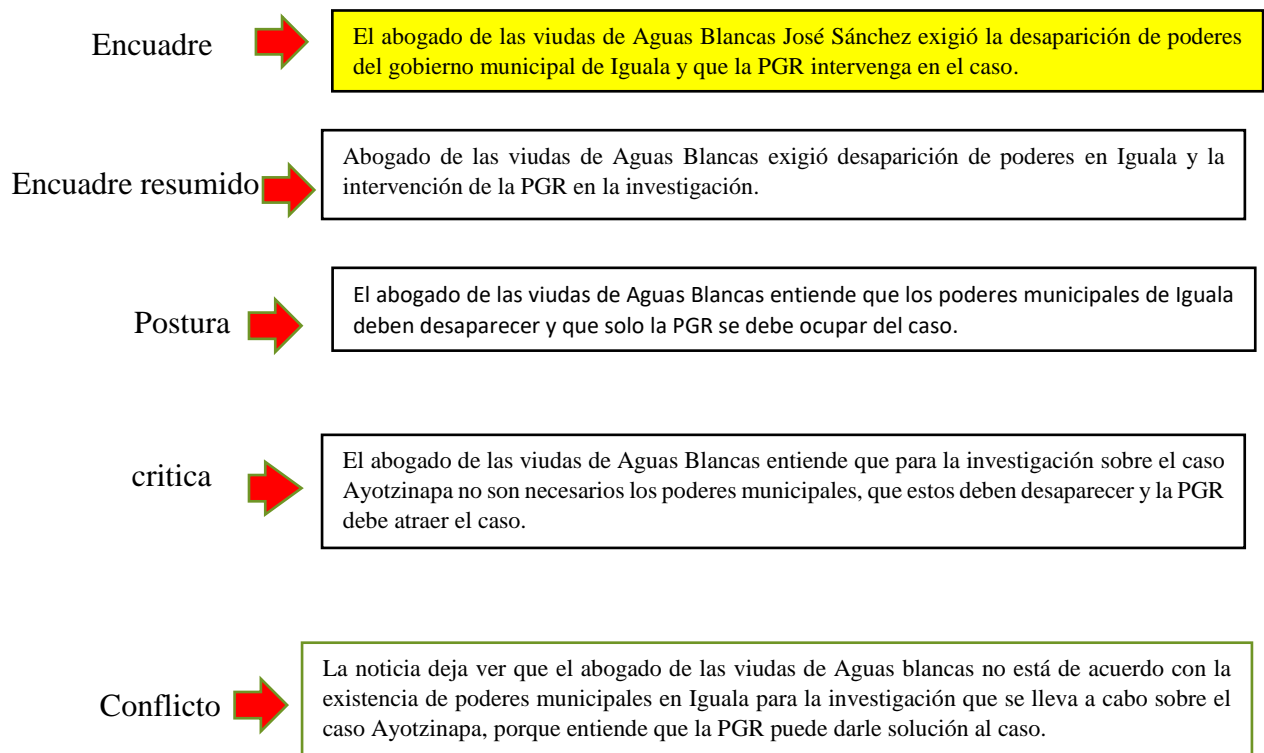 Encuadre
El abogado de las viudas de Aguas Blancas José Sánchez exigió la desaparición de poderes
del gobierno municipal de Iguala y que la PGR intervenga en el caso.
Encuadre resumido
Abogado de las viudas de Aguas Blancas exigió desaparición de poderes en Iguala y la
intervención de la PGR en la investigación.
Postura
El abogado de las viudas de Aguas Blancas entiende que los poderes municipales de Iguala
deben desaparecer y que solo la PGR se debe ocupar del caso.
critica
El abogado de las viudas de Aguas Blancas entiende que para la investigación sobre el caso
Ayotzinapa no son necesarios los poderes municipales, que estos deben desaparecer y la PGR
debe atraer el caso.
Conflicto
La noticia deja ver que el abogado de las viudas de Aguas blancas no está de acuerdo con la
existencia de poderes municipales en Iguala para la investigación que se lleva a cabo sobre el
caso Ayotzinapa, porque entiende que la PGR puede darle solución al caso.